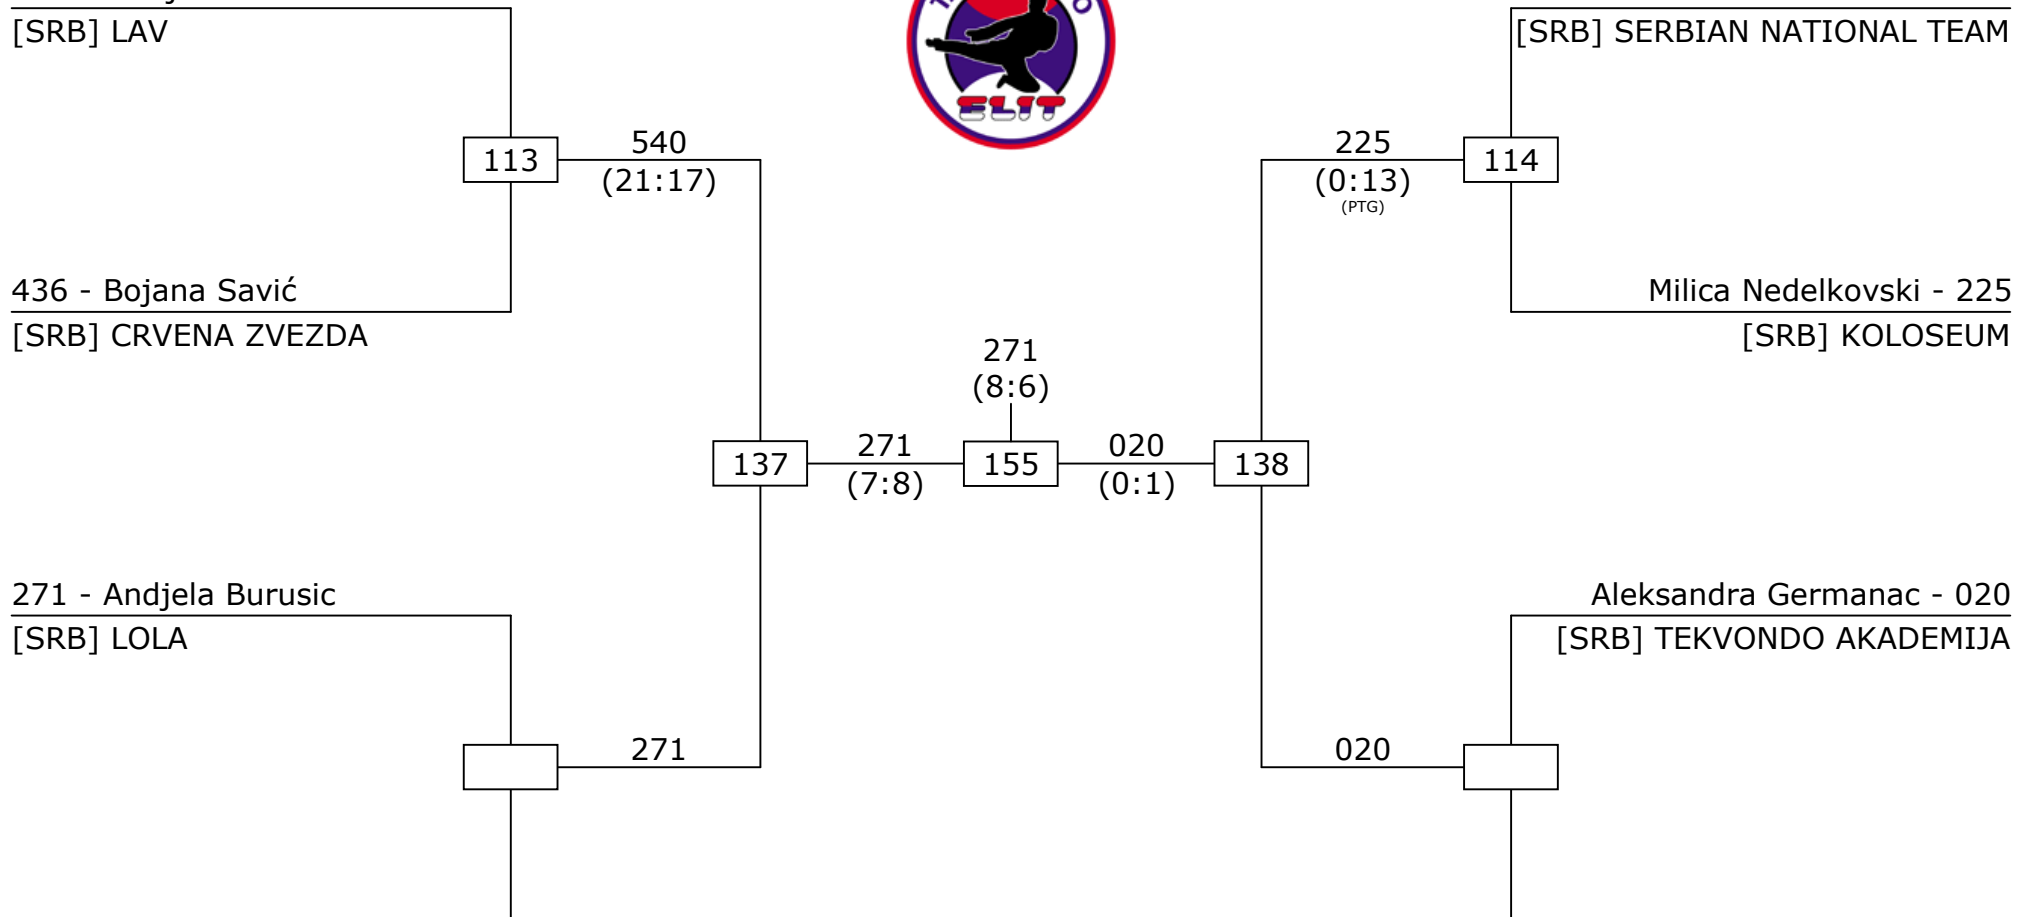 [SRB] LAV
[SRB] SERBIAN NATIONAL TEAM
ELIT
113
540
(21:17)
225
(0:13)
(PTG)
114
436 - Bojana Savić
[SRB] CRVENA ZVEZDA
Milica Nedelkovski - 225
[SRB] KOLOSEUM
271
(8:6)
137
271
(7:8)
155
020
(0:1)
138
271 - Andjela Burusic
[SRB] LOLA
Aleksandra Germanac - 020
[SRB] TEKVONDO AKADEMIJA
271
020